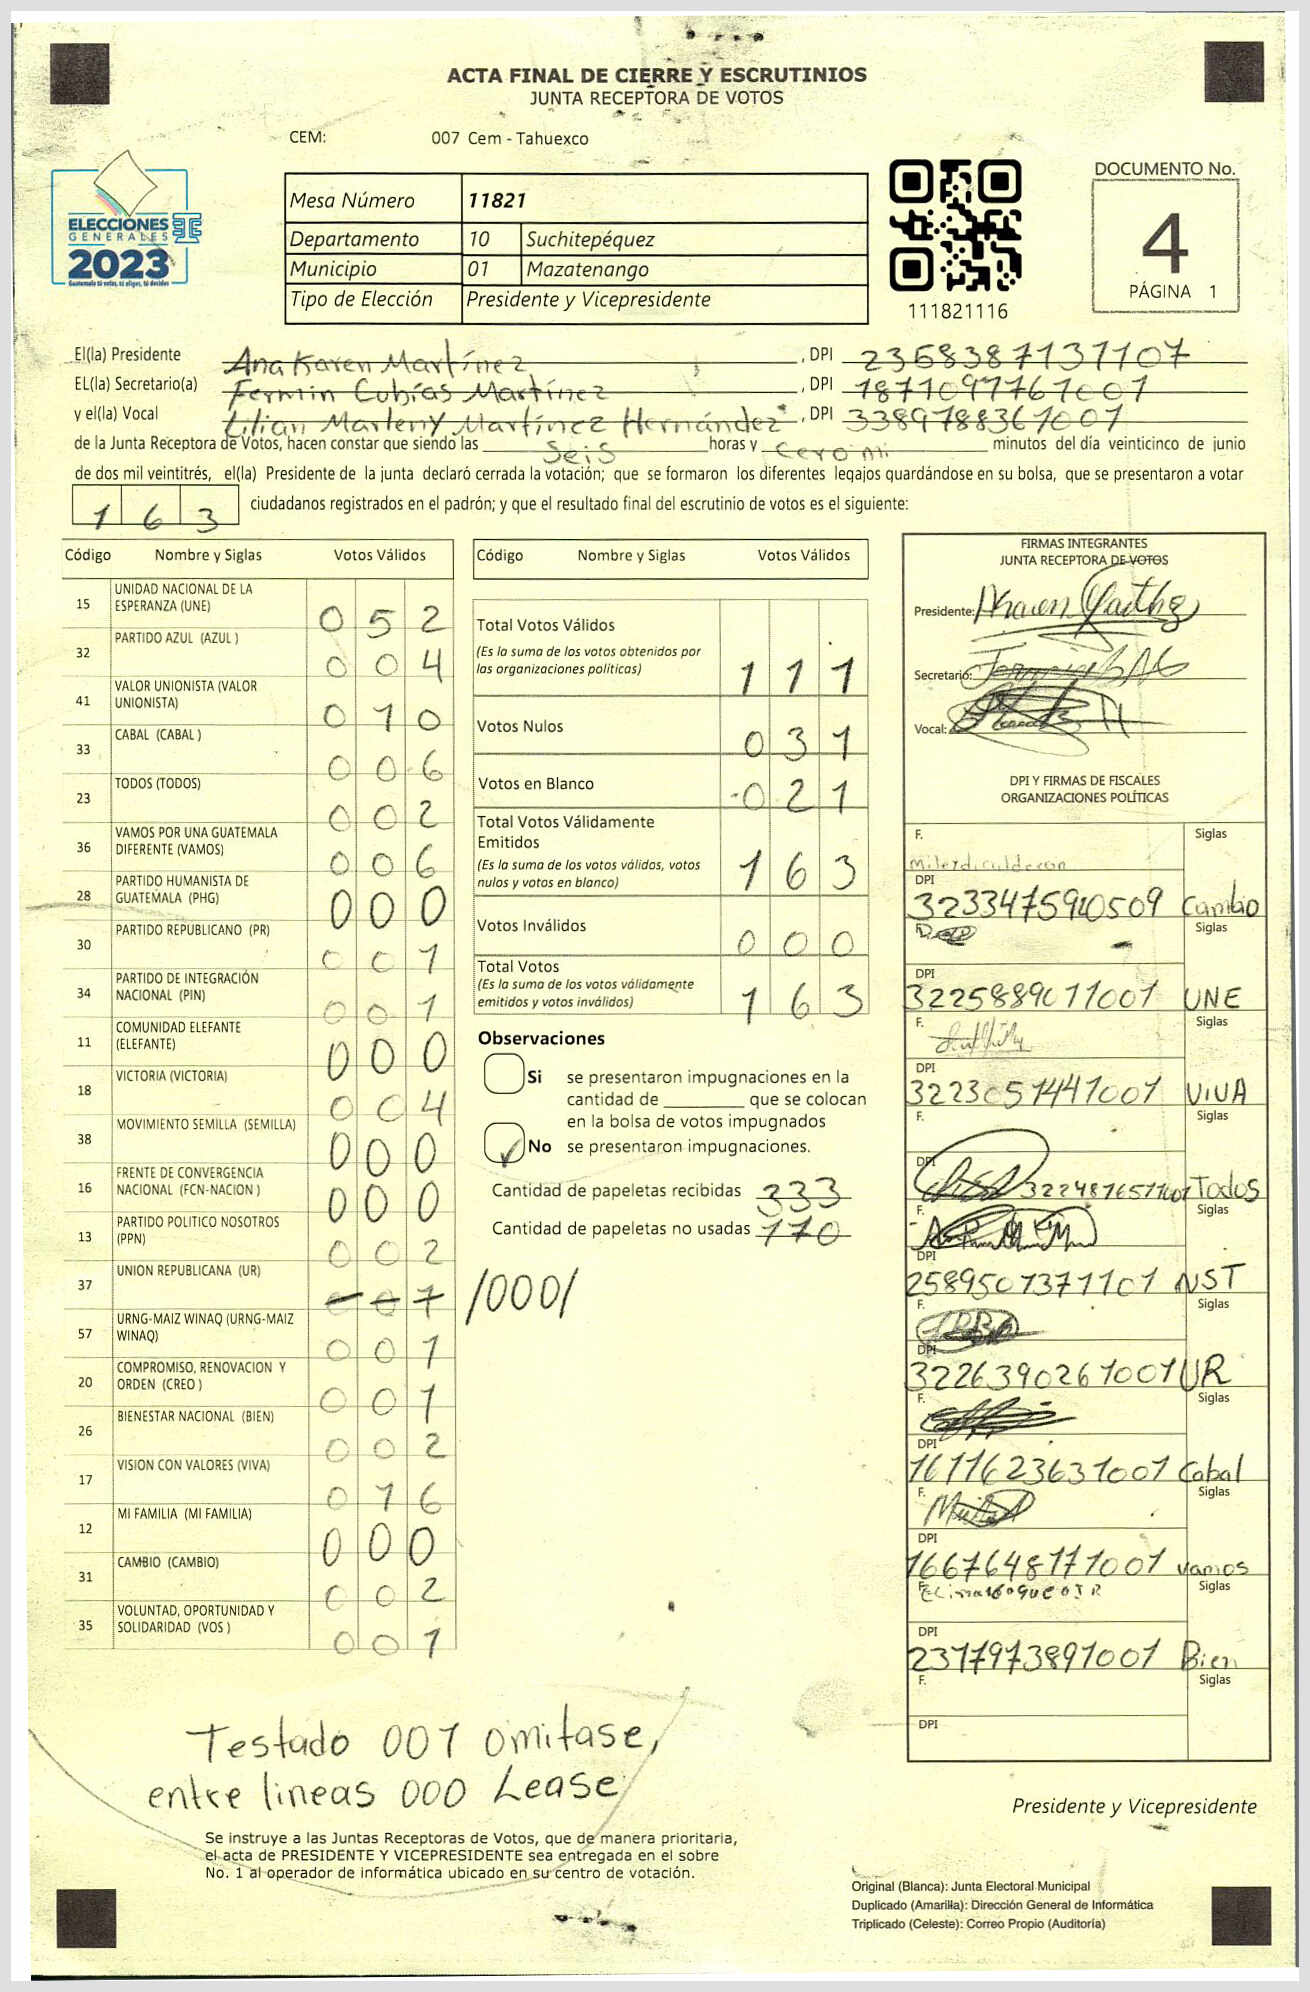 ACTA FINAL DE CIERRE Y ESCRUTINIOS
JUNTA RECEPTORA DE VOTOS
CEM: 007 Cem - Tahuexco
ELECCIONES
GENERALES
2023
Guatemala tú votas, tú eliges, tú decides
Mesa Número 11821
Departamento 10 Suchitepéquez
Municipio 01 Mazatenango
Tipo de Elección Presidente y Vicepresidente
111821116
DOCUMENTO No.
4
PÁGINA 1
El(la) Presidente Ana Karen Martínez , DPI 2368387131107
EL(la) Secretario(a) Fermin Cubías Martínez , DPI 1871097761001
y el(la) Vocal Lilian Marleny Martínez Hernández , DPI 3389788361001
de la Junta Receptora de Votos, hacen constar que siendo las Seis horas y cero minutos del día veinticinco de junio
de dos mil veintitrés, el(la) Presidente de la junta declaró cerrada la votación; que se formaron los diferentes legajos quardándose en su bolsa, que se presentaron a votar
1 6 3 ciudadanos registrados en el padrón; y que el resultado final del escrutinio de votos es el siguiente:
Código Nombre y Siglas Votos Válidos
15 UNIDAD NACIONAL DE LA ESPERANZA (UNE) 0 5 2
32 PARTIDO AZUL (AZUL ) 0 0 4
41 VALOR UNIONISTA (VALOR UNIONISTA) 0 1 0
33 CABAL (CABAL ) 0 0 6
23 TODOS (TODOS) 0 0 2
36 VAMOS POR UNA GUATEMALA DIFERENTE (VAMOS) 0 0 6
28 PARTIDO HUMANISTA DE GUATEMALA (PHG) 0 0 0
30 PARTIDO REPUBLICANO (PR) 0 0 1
34 PARTIDO DE INTEGRACIÓN NACIONAL (PIN) 0 0 1
11 COMUNIDAD ELEFANTE (ELEFANTE) 0 0 0
18 VICTORIA (VICTORIA) 0 0 4
38 MOVIMIENTO SEMILLA (SEMILLA) 0 0 0
16 FRENTE DE CONVERGENCIA NACIONAL (FCN-NACION ) 0 0 0
13 PARTIDO POLITICO NOSOTROS (PPN) 0 0 2
37 UNION REPUBLICANA (UR) 0 0 1 /000/
57 URNG-MAIZ WINAQ (URNG-MAIZ WINAQ) 0 0 1
20 COMPROMISO, RENOVACION Y ORDEN (CREO ) 0 0 1
26 BIENESTAR NACIONAL (BIEN) 0 0 2
17 VISION CON VALORES (VIVA) 0 1 6
12 MI FAMILIA (MI FAMILIA) 0 0 0
31 CAMBIO (CAMBIO) 0 0 2
35 VOLUNTAD, OPORTUNIDAD Y SOLIDARIDAD (VOS ) 0 0 1
Código Nombre y Siglas Votos Válidos
Total Votos Válidos
(Es la suma de los votos obtenidos por
las organizaciones politicas) 1 1 1
Votos Nulos 0 3 1
Votos en Blanco 0 2 1
Total Votos Válidamente
Emitidos
(Es la suma de los votos válidos, votos
nulos y votos en blanco) 1 6 3
Votos Inválidos 0 0 0
Total Votos
(Es la suma de los votos válidamente
emitidos y votos inválidos) 1 6 3
Observaciones
Si se presentaron impugnaciones en la
cantidad de ________ que se colocan
en la bolsa de votos impugnados
No se presentaron impugnaciones.
Cantidad de papeletas recibidas 333
Cantidad de papeletas no usadas 170
FIRMAS INTEGRANTES
JUNTA RECEPTORA DE VOTOS
Presidente:
Secretario:
Vocal:
DPI Y FIRMAS DE FISCALES
ORGANIZACIONES POLÍTICAS
F. Siglas
DPI
3233475910509 Cambio
F. Siglas
DPI
3225889011001 UNE
F. Siglas
DPI
3223051441001 VIVA
F. Siglas
DPI
3224876571001 Todos
F. Siglas
DPI
2589507371101 NST
F. Siglas
DPI
3226390261001 UR
F. Siglas
DPI
1611623631001 Cabal
F. Siglas
DPI
1667648171001 vamos
F. Siglas
DPI
2317973891001 Bien
F. Siglas
DPI
Testado 001 omitase,
entre lineas 000 Lease
Presidente y Vicepresidente
Se instruye a las Juntas Receptoras de Votos, que de manera prioritaria,
el acta de PRESIDENTE Y VICEPRESIDENTE sea entregada en el sobre
No. 1 al operador de informática ubicado en su centro de votación.
Original (Blanca): Junta Electoral Municipal
Duplicado (Amarilla): Dirección General de Informática
Triplicado (Celeste): Correo Propio (Auditoría)